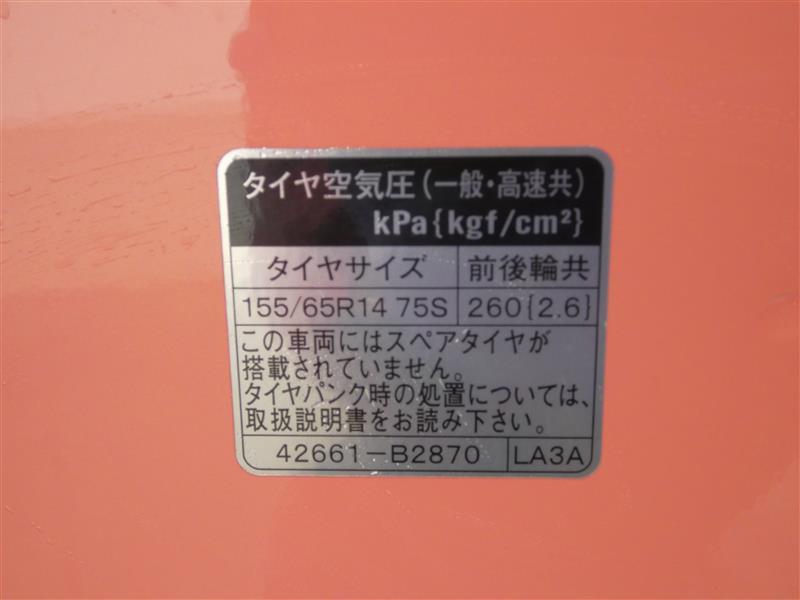 タイヤ空気圧(一般・高速共)
kPa{kgf/cm²}
タイヤサイズ 前後輪共
155/65R14 75S 260{2.6}
この車両にはスペアタイヤが
搭載されていません。
タイヤパンク時の処置については、
取扱説明書をお読み下さい。
42661-B2870 LA3A